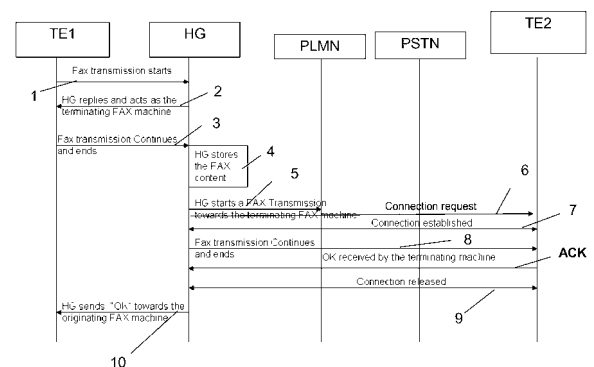 TE1
HG
PLMN
PSTN
TE2
Fax transmission starts
1
2
HG replies and acts as the
terminating FAX machine
3
Fax transmission Continues
and ends
4
HG stores
the FAX
content
5
6
HG starts a FAX Transmission
towards the terminating FAX machine
Connection request
7
Connection established
Fax transmission Continues
and ends
8
OK received by the terminating machine
ACK
Connection released
9
HG sends "OK" towards the
originating FAX machine
10